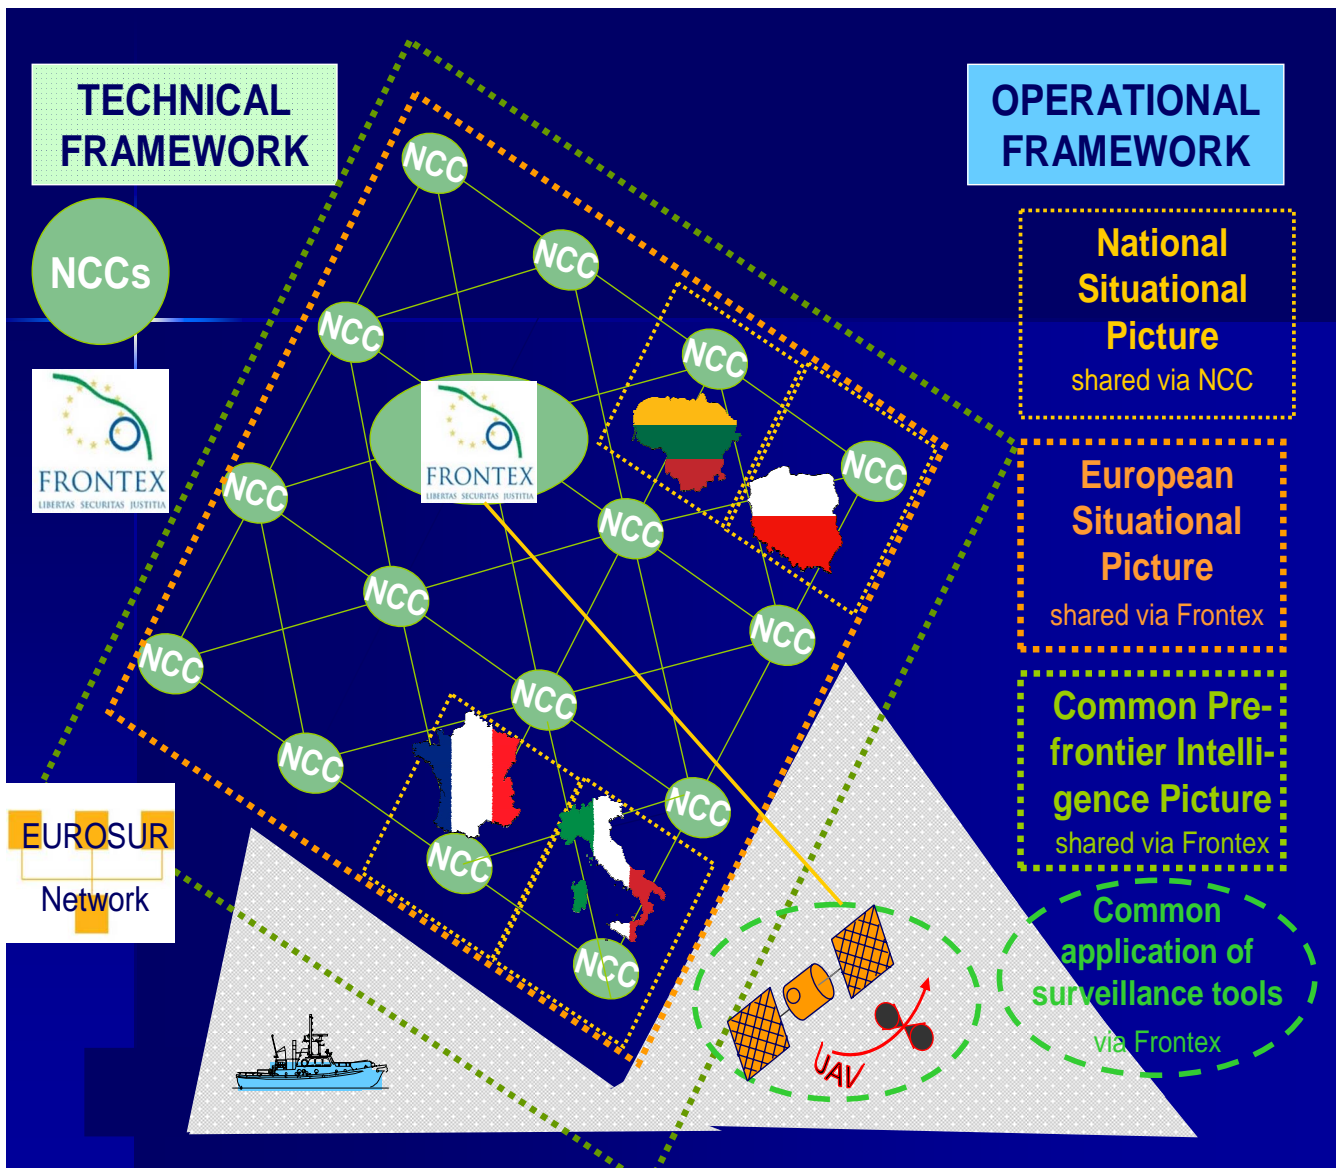 TECHNICAL
FRAMEWORK
NCCs
FRONTEX
LIBERTAS SECURITAS JUSTITIA
EUROSUR
Network
NCC
NCC
NCC
NCC
FRONTEX
LIBERTAS SECURITAS JUSTITIA
NCC
NCC
NCC
NCC
NCC
NCC
NCC
NCC
NCC
NCC
NCC
UAV
OPERATIONAL
FRAMEWORK
National
Situational
Picture
shared via NCC
European
Situational
Picture
shared via Frontex
Common Pre-
frontier Intelli-
gence Picture
shared via Frontex
Common
application of
surveillance tools
via Frontex